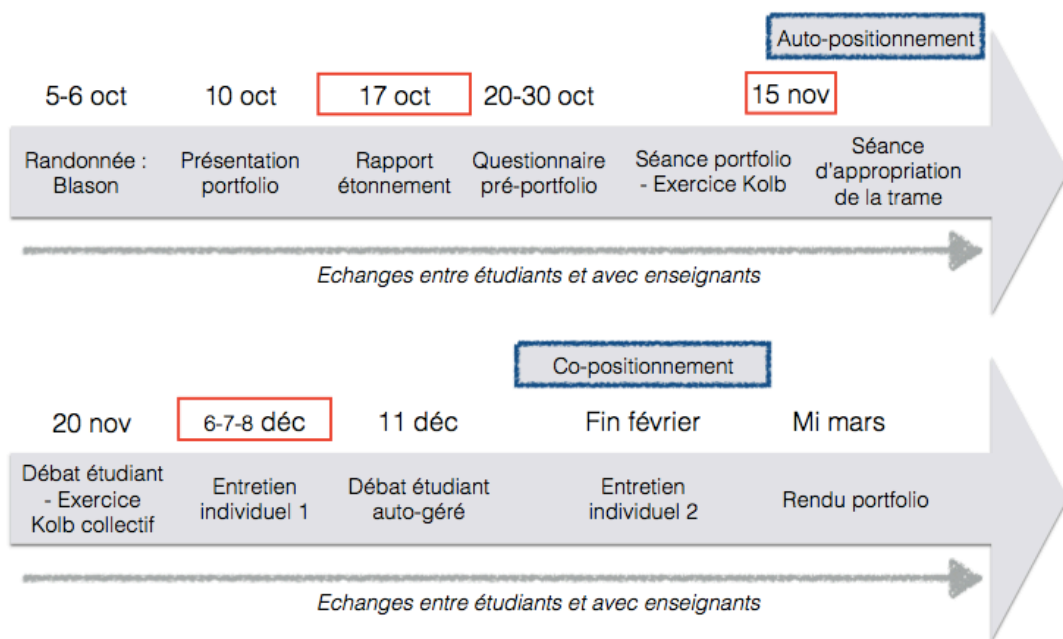 Auto-positionnement
5-6 oct
10 oct
17 oct
20-30 oct
15 nov
Randonnée :
Blason
Présentation
portfolio
Rapport
étonnement
Questionnaire
pré-portfolio
Séance portfolio
- Exercice Kolb
Séance
d'appropriation
de la trame
Echanges entre étudiants et avec enseignants
Co-positionnement
20 nov
6-7-8 déc
11 déc
Fin février
Mi mars
Débat étudiant
- Exercice
Kolb collectif
Entretien
individuel 1
Débat étudiant
auto-géré
Entretien
individuel 2
Rendu portfolio
Echanges entre étudiants et avec enseignants